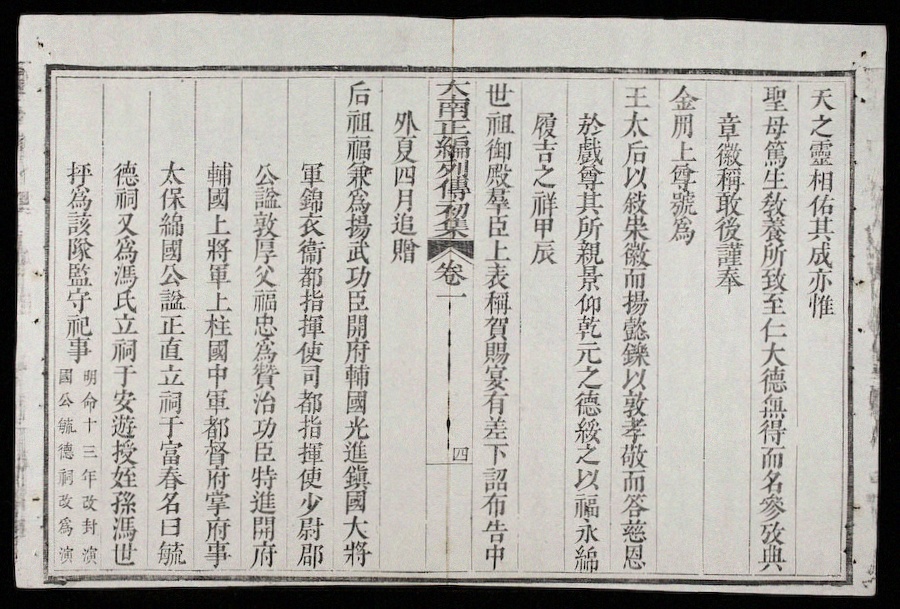 天之靈相佑其成亦惟
聖母篤生敎養所致至仁大德無得而名參攷典
章徽稱敢後謹奉
金册上尊號為
王太后以敍朱徽而揚懿鑠以敦孝敬而答慈恩
於戲尊其所親景仰乾元之德綏之以福永綿
履吉之祥甲辰
世祖御殿羣臣上表稱賀賜宴有差下詔布告中
大南正編列傳初集 卷一 四
外夏四月追贈
后祖福兼為揚武功臣開府輔國光進鎭國大將
軍錦衣衞都指揮使司都指揮使少尉郡
公謚敦厚父福忠為贊治功臣特進開府
輔國上將軍上柱國中軍都督府掌府事
太保綿國公謚正直立祠于富春名曰毓
德祠又為馮氏立祠于安遊授姪孫馮世
抨為該隊監守祀事
明命十三年改封演
國公毓德祠改為演